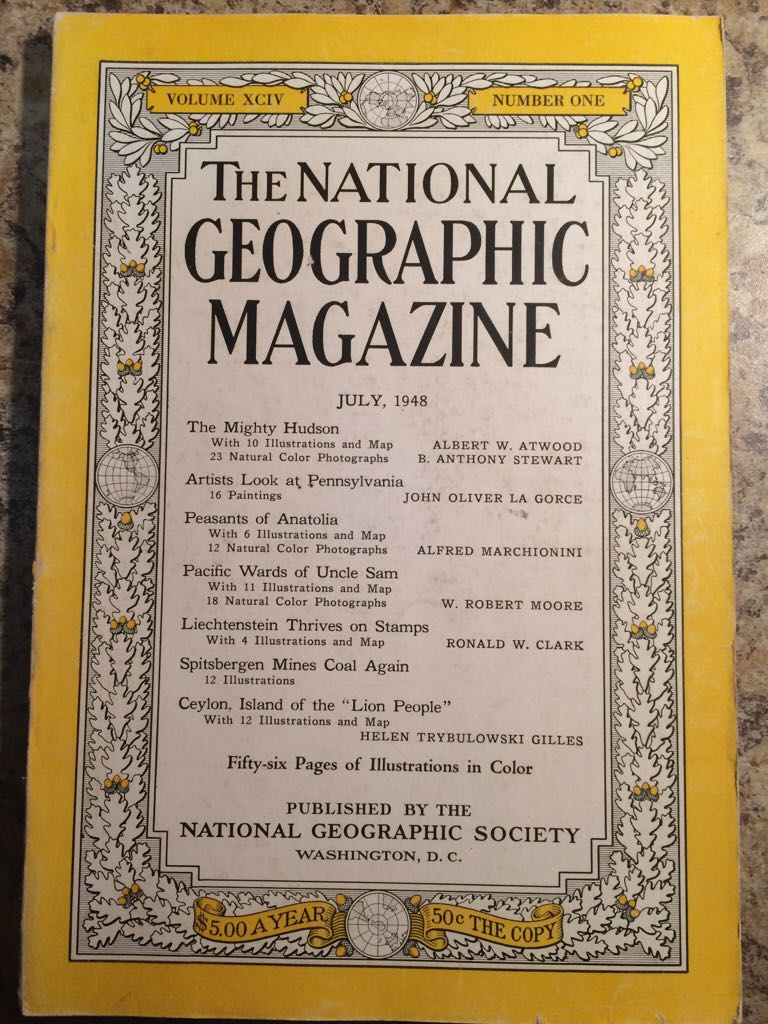 VOLUME XCIV NUMBER ONE
THE NATIONAL
GEOGRAPHIC
MAGAZINE
JULY, 1948
The Mighty Hudson
With 10 Illustrations and Map ALBERT W. ATWOOD
23 Natural Color Photographs B. ANTHONY STEWART
Artists Look at Pennsylvania
16 Paintings JOHN OLIVER LA GORCE
Peasants of Anatolia
With 6 Illustrations and Map
12 Natural Color Photographs ALFRED MARCHIONINI
Pacific Wards of Uncle Sam
With 11 Illustrations and Map
18 Natural Color Photographs W. ROBERT MOORE
Liechtenstein Thrives on Stamps
With 4 Illustrations and Map RONALD W. CLARK
Spitsbergen Mines Coal Again
12 Illustrations
Ceylon, Island of the “Lion People”
With 12 Illustrations and Map
HELEN TRYBULOWSKI GILLES
Fifty-six Pages of Illustrations in Color
PUBLISHED BY THE
NATIONAL GEOGRAPHIC SOCIETY
WASHINGTON, D. C.
$5.00 A YEAR 50c THE COPY